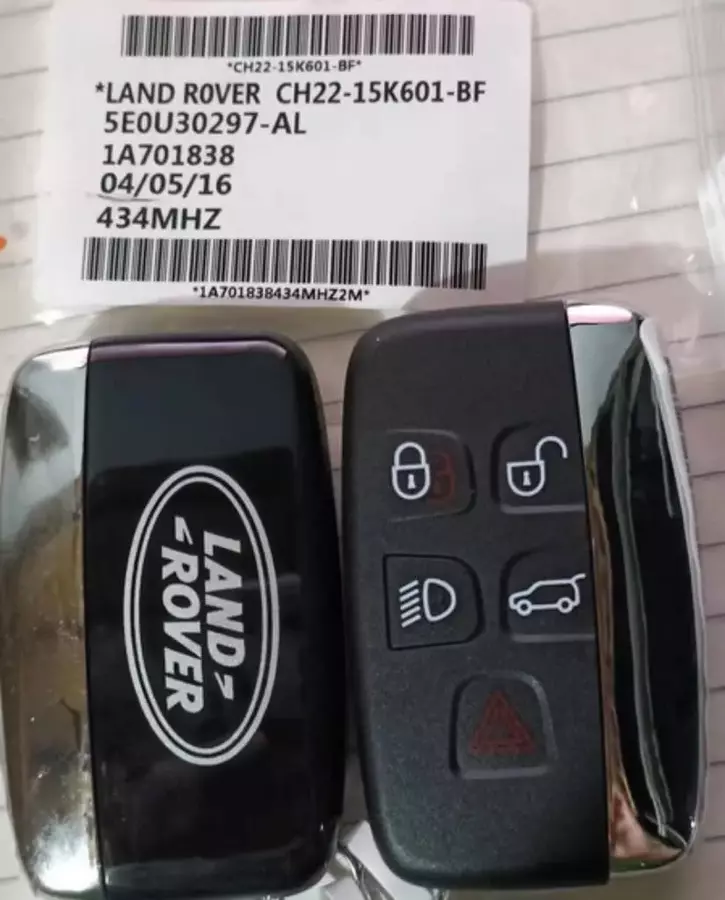 *CH22-15K601-BF*
*LAND ROVER CH22-15K601-BF
5E0U30297-AL
1A701838
04/05/16
434MHZ
*1A701838434MHZ2M*
LAND
ROVER